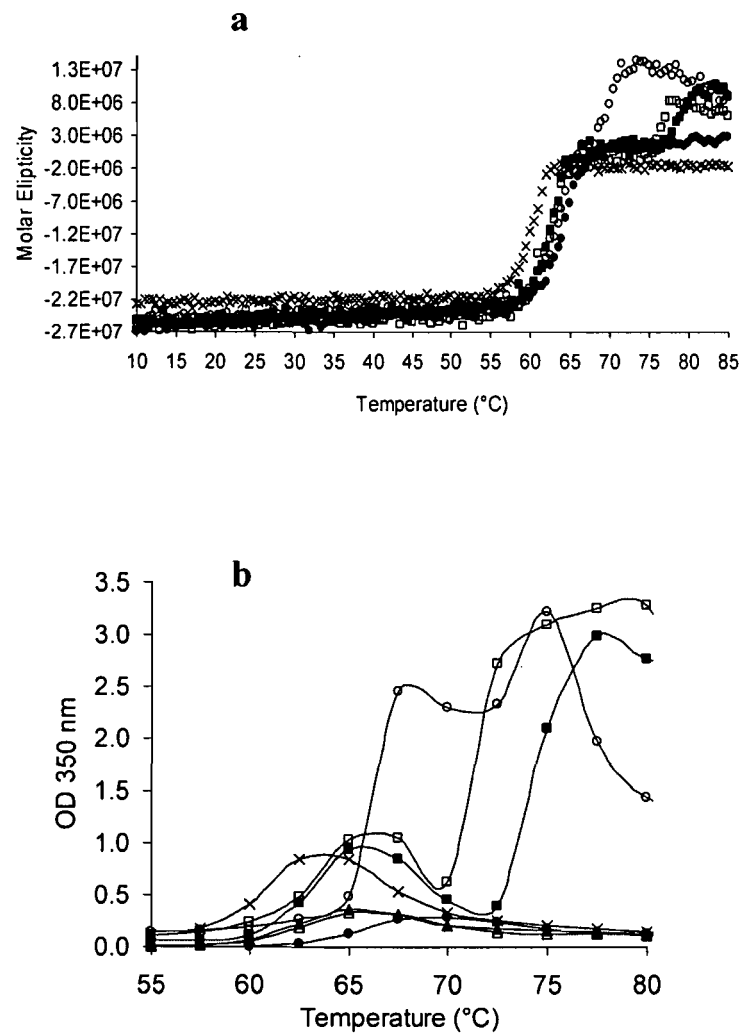 a
1.3E+07
8.0E+06
3.0E+06
-2.0E+06
-7.0E+06
-1.2E+07
-1.7E+07
-2.2E+07
-2.7E+07
Molar Elipticity
10 15 20 25 30 35 40 45 50 55 60 65 70 75 80 85
Temperature (°C)
b
3.5
3.0
2.5
2.0
1.5
1.0
0.5
0.0
OD 350 nm
55 60 65 70 75 80
Temperature (°C)